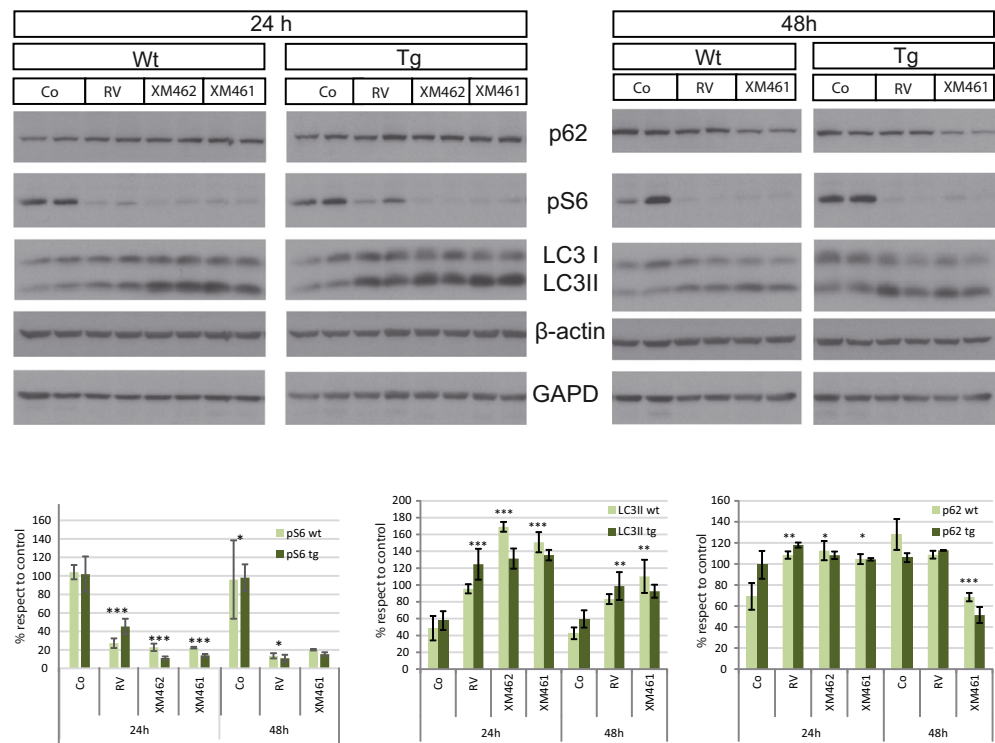 24 h
48h
Wt
Tg
Wt
Tg
Co RV XM462 XM461
Co RV XM462 XM461
Co RV XM461
Co RV XM461
p62
pS6
LC3 I
LC3II
β-actin
GAPD
% respect to control
160
140
120
100
80
60
40
20
0
pS6 wt
pS6 tg
***
***
***
*
*
Co
RV
XM462
XM461
Co
RV
XM461
24h
48h
% respect to control
200
180
160
140
120
100
80
60
40
20
0
LC3II wt
LC3II tg
***
***
***
**
**
Co
RV
XM462
XM461
Co
RV
XM461
24h
48h
% respect to control
160
140
120
100
80
60
40
20
0
p62 wt
p62 tg
**
*
*
***
Co
RV
XM462
XM461
Co
RV
XM461
24h
48h